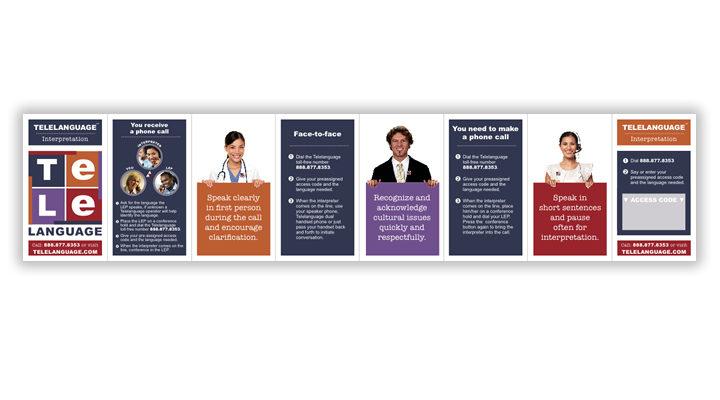 TELELANGUAGE
Interpretation
Te
Le
LANGUAGE
Call 888.877.8353 or visit
TELELANGUAGE.COM
You receive
a phone call
INTERPRETER
YOU
LEP
1 Ask for the language the
LEP speaks, if unknown a
Telelanguage operator will help
identify the language.
2 Place the LEP on a conference
hold and dial the Telelanguage
toll-free number 888.877.8353.
3 Give your pre-assigned access
code and the language needed.
4 When the interpreter comes on the
line, conference in the LEP.
Speak clearly
in first person
during the call
and encourage
clarification.
Face-to-face
1 Dial the Telelanguage
toll-free number
888.877.8353.
2 Give your preassigned
access code and the
language needed.
3 When the interpreter
comes on the line, use
your speaker phone,
Telelanguage dual
handset phone or just
pass your handset back
and forth to initiate
conversation.
Recognize and
acknowledge
cultural issues
quickly and
respectfully.
You need to make
a phone call
1 Dial the Telelanguage
toll-free number
888.877.8353.
2 Give your preassigned
access code and the
language needed.
3 When the interpreter
comes on the line, place
him/her on a conference
hold and dial your LEP.
Press the conference
button again to bring the
interpreter into the call.
Speak in
short sentences
and pause
often for
interpretation.
TELELANGUAGE
Interpretation
1 Dial 888.877.8353
2 Say or enter your
preassigned access code and
the language needed.
▼ ACCESS CODE ▼
Call 888.877.8353 or visit
TELELANGUAGE.COM